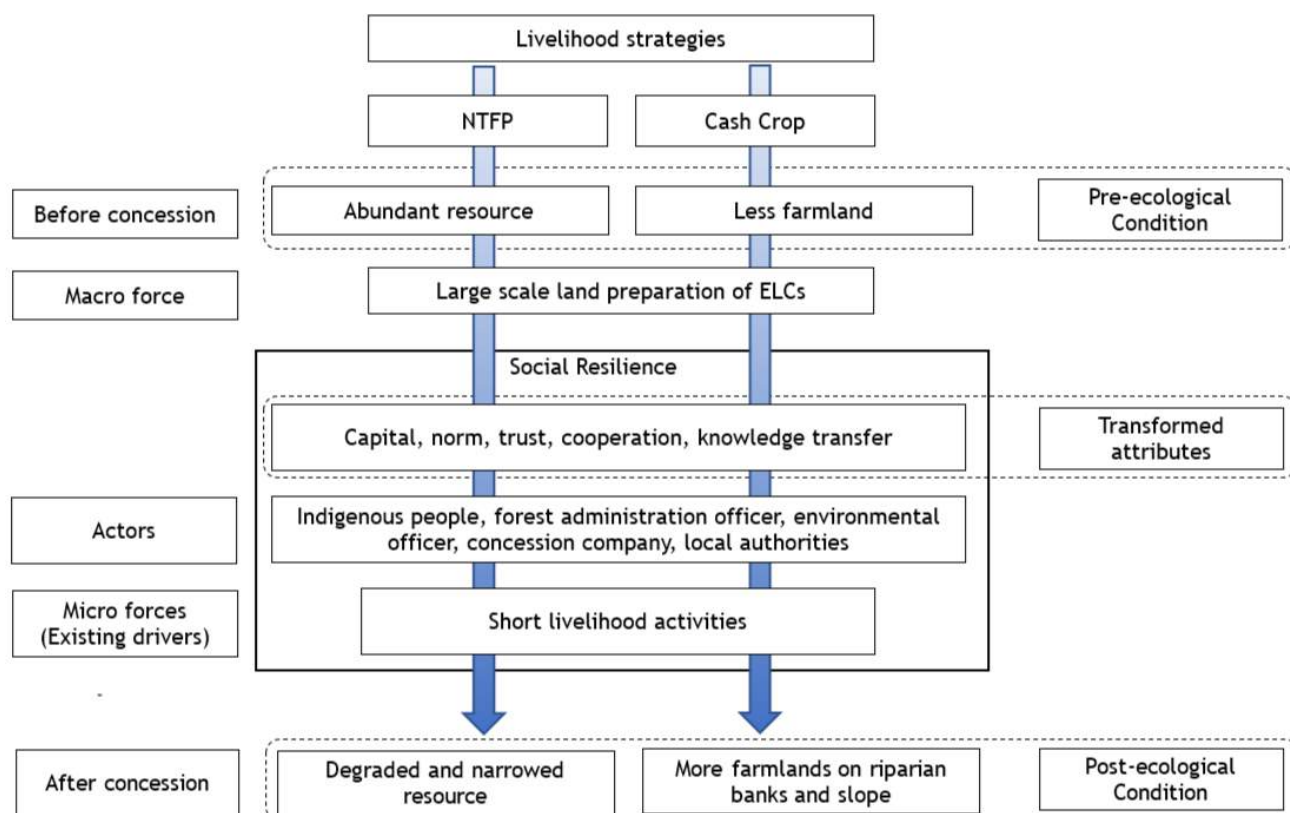 Livelihood strategies
NTFP
Cash Crop
Before concession
Abundant resource
Less farmland
Pre-ecological
Condition
Macro force
Large scale land preparation of ELCs
Social Resilience
Capital, norm, trust, cooperation, knowledge transfer
Transformed
attributes
Actors
Indigenous people, forest administration officer, environmental
officer, concession company, local authorities
Micro forces
(Existing drivers)
Short livelihood activities
-
After concession
Degraded and narrowed
resource
More farmlands on riparian
banks and slope
Post-ecological
Condition